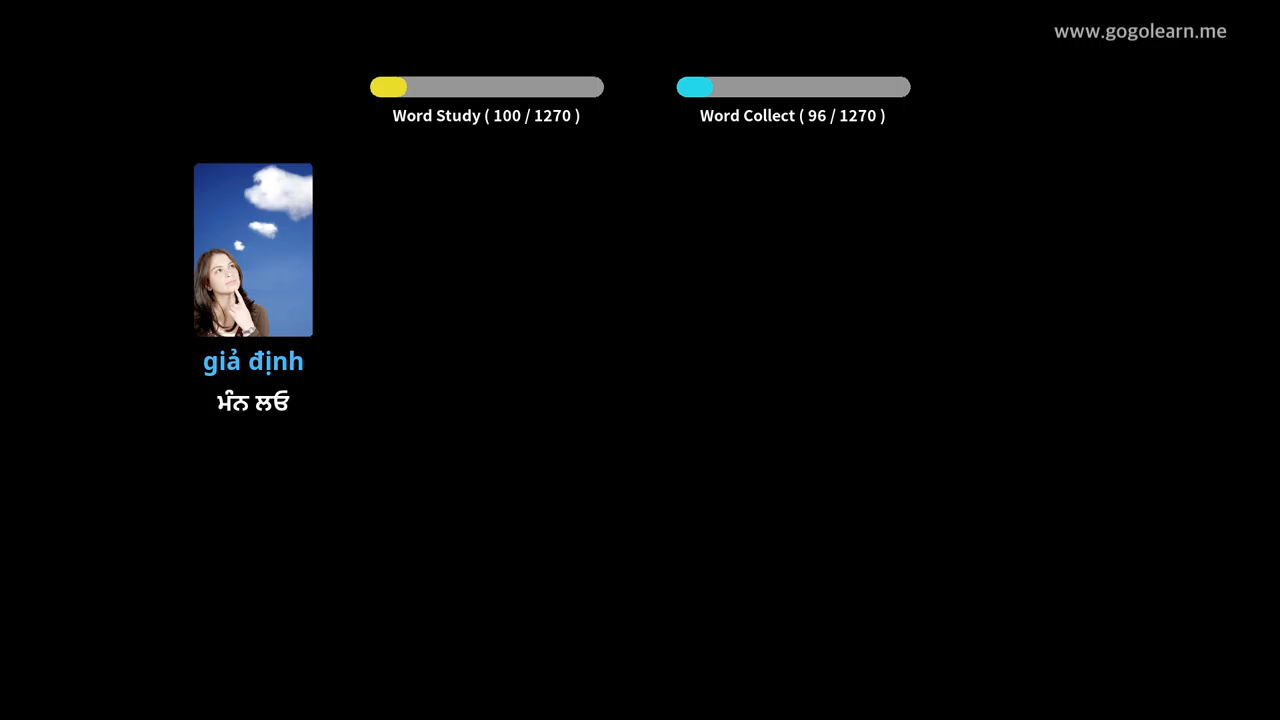 www.gogolearn.me
Word Study ( 100 / 1270 )
Word Collect ( 96 / 1270 )
giả định
ਮੰਨ ਲਓ